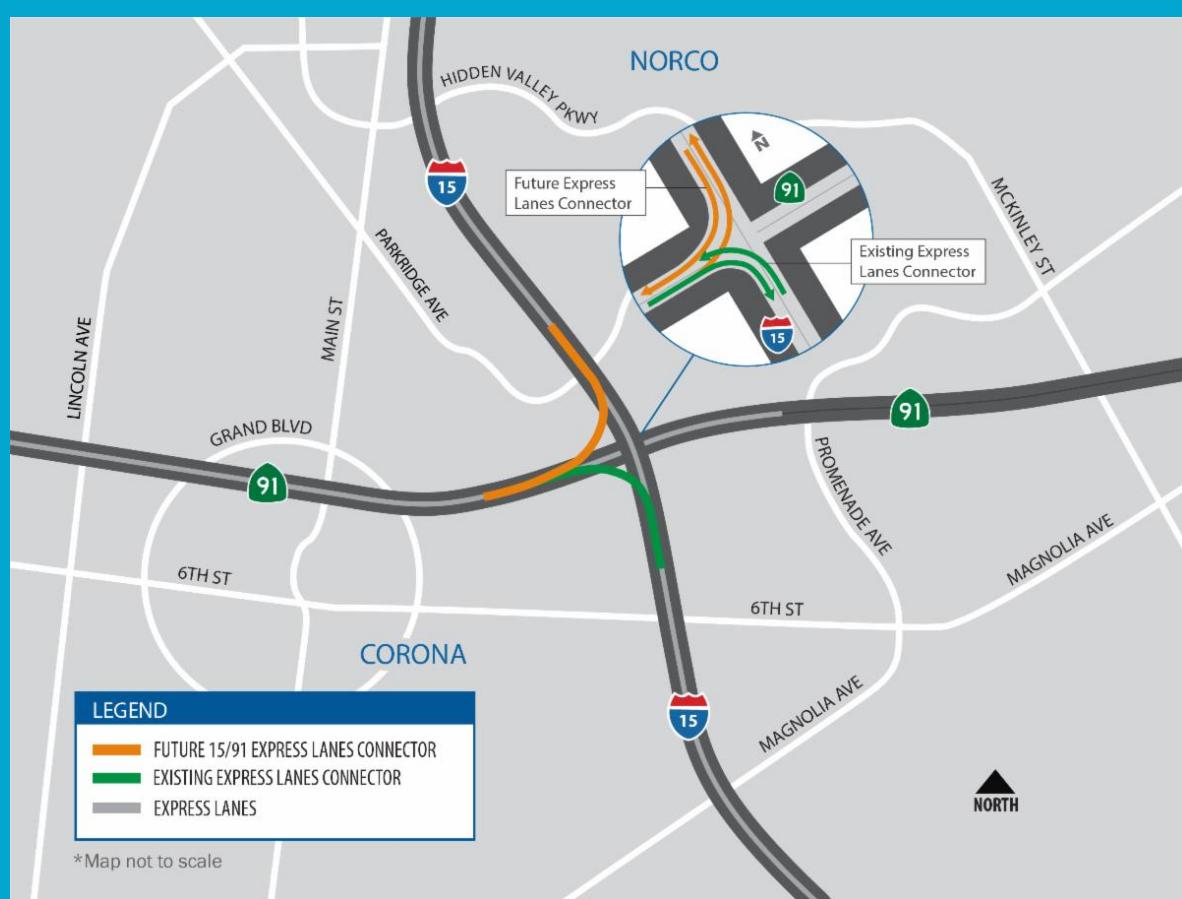 NORCO
HIDDEN VALLEY PKWY
15
Future Express
Lanes Connector
N
91
MCKINLEY ST
Existing Express
Lanes Connector
15
PARKRIDGE AVE
MAIN ST
LINCOLN AVE
GRAND BLVD
91
91
PROMENADE AVE
MAGNOLIA AVE
6TH ST
6TH ST
CORONA
15
MAGNOLIA AVE
LEGEND
FUTURE 15/91 EXPRESS LANES CONNECTOR
EXISTING EXPRESS LANES CONNECTOR
EXPRESS LANES
NORTH
*Map not to scale